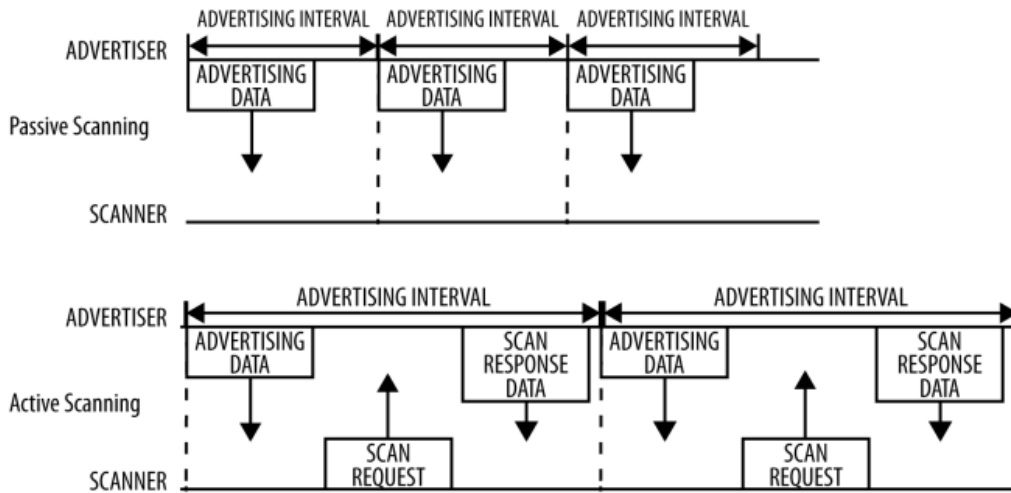 ADVERTISING INTERVAL ADVERTISING INTERVAL ADVERTISING INTERVAL
ADVERTISER
ADVERTISING
DATA
ADVERTISING
DATA
ADVERTISING
DATA
Passive Scanning
SCANNER
ADVERTISING INTERVAL ADVERTISING INTERVAL
ADVERTISER
ADVERTISING
DATA
SCAN
RESPONSE
DATA
ADVERTISING
DATA
SCAN
RESPONSE
DATA
Active Scanning
SCAN
REQUEST
SCAN
REQUEST
SCANNER